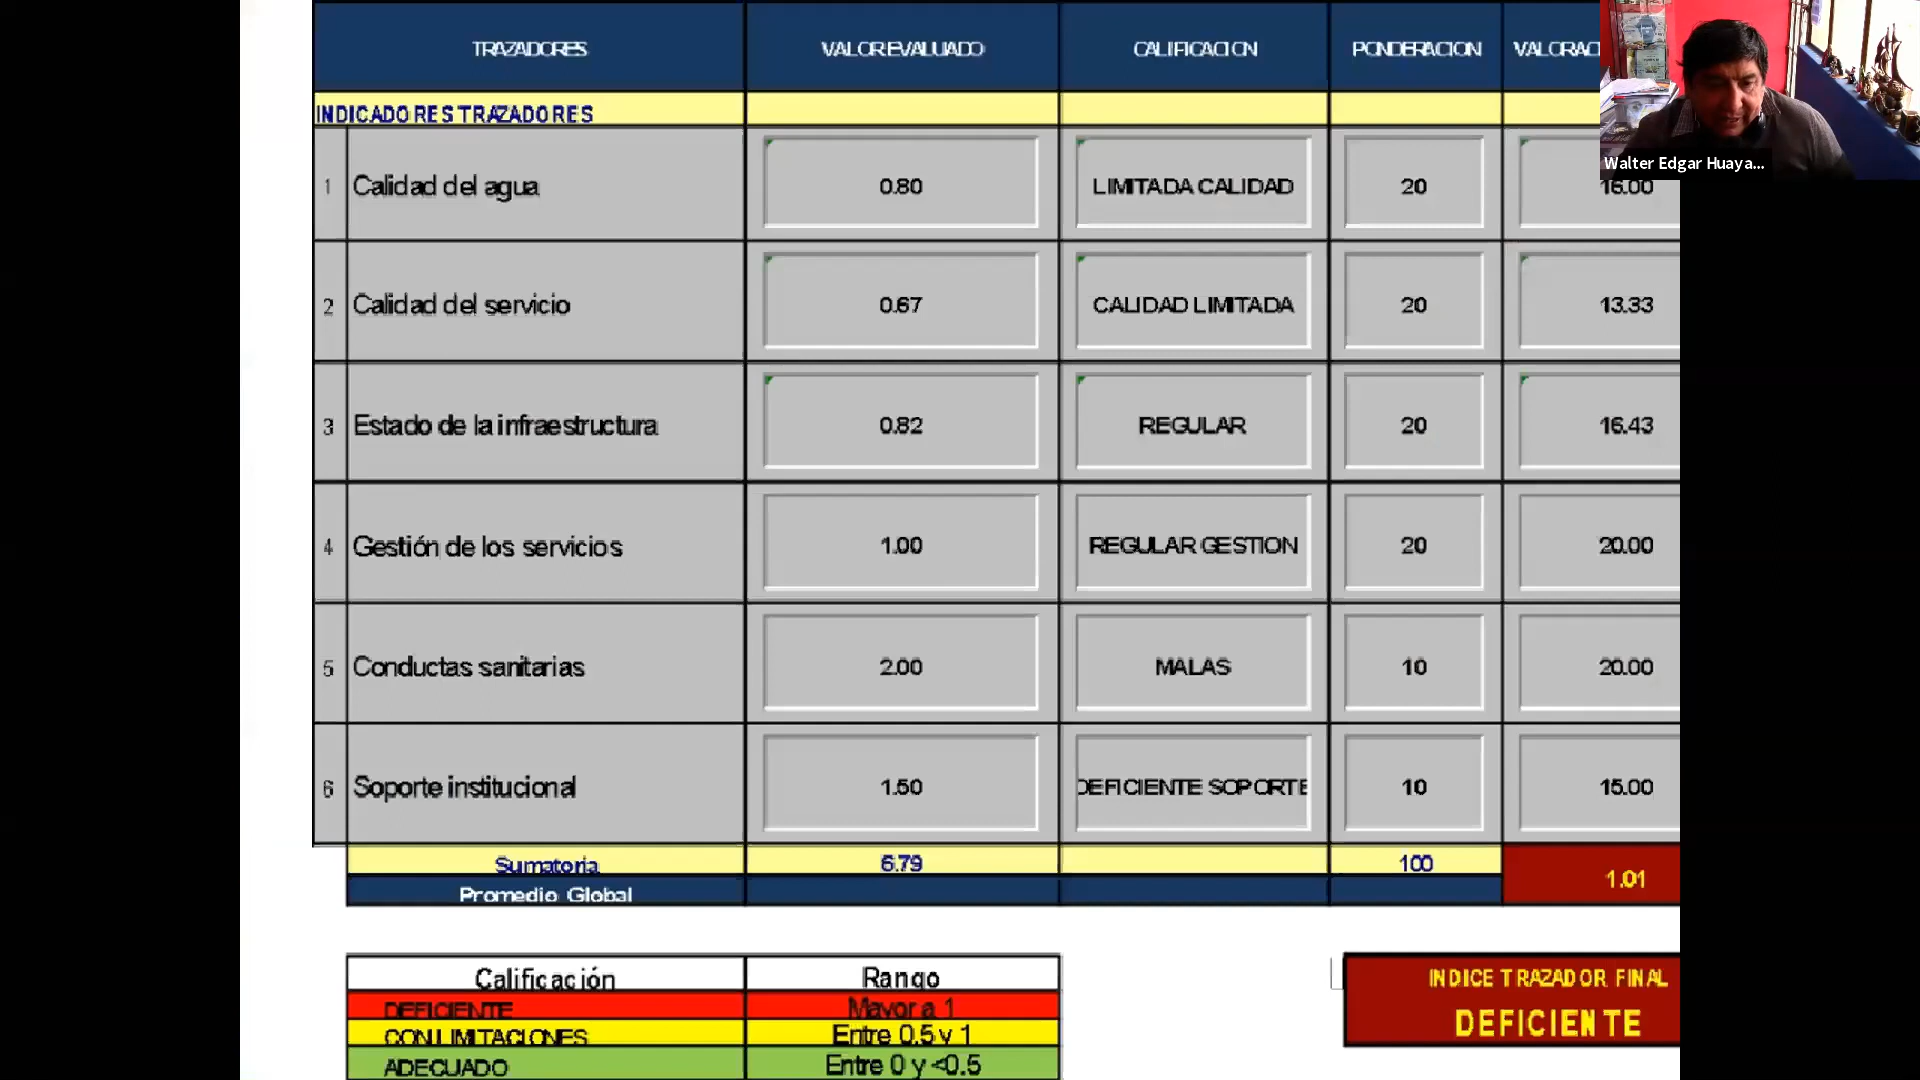 TRAZADORES VALOR EVALUADO CALIFICACION PONDERACION VALORAC
INDICADORES TRAZADORES
1 Calidad del agua 0.80 LIMITADA CALIDAD 20 16.00
2 Calidad del servicio 0.67 CALIDAD LIMITADA 20 13.33
3 Estado de la infraestructura 0.82 REGULAR 20 16.43
4 Gestión de los servicios 1.00 REGULAR GESTION 20 20.00
5 Conductas sanitarias 2.00 MALAS 10 20.00
6 Soporte institucional 1.50 DEFICIENTE SOPORTE 10 15.00
Sumatoria 6.79 100
1.01
Promedio Global
Calificación Rango
DEFICIENTE Mayor a 1
CON LIMITACIONES Entre 0.5 y 1
ADECUADO Entre 0 y <0.5
INDICE TRAZADOR FINAL
DEFICIENTE
Walter Edgar Huaya...